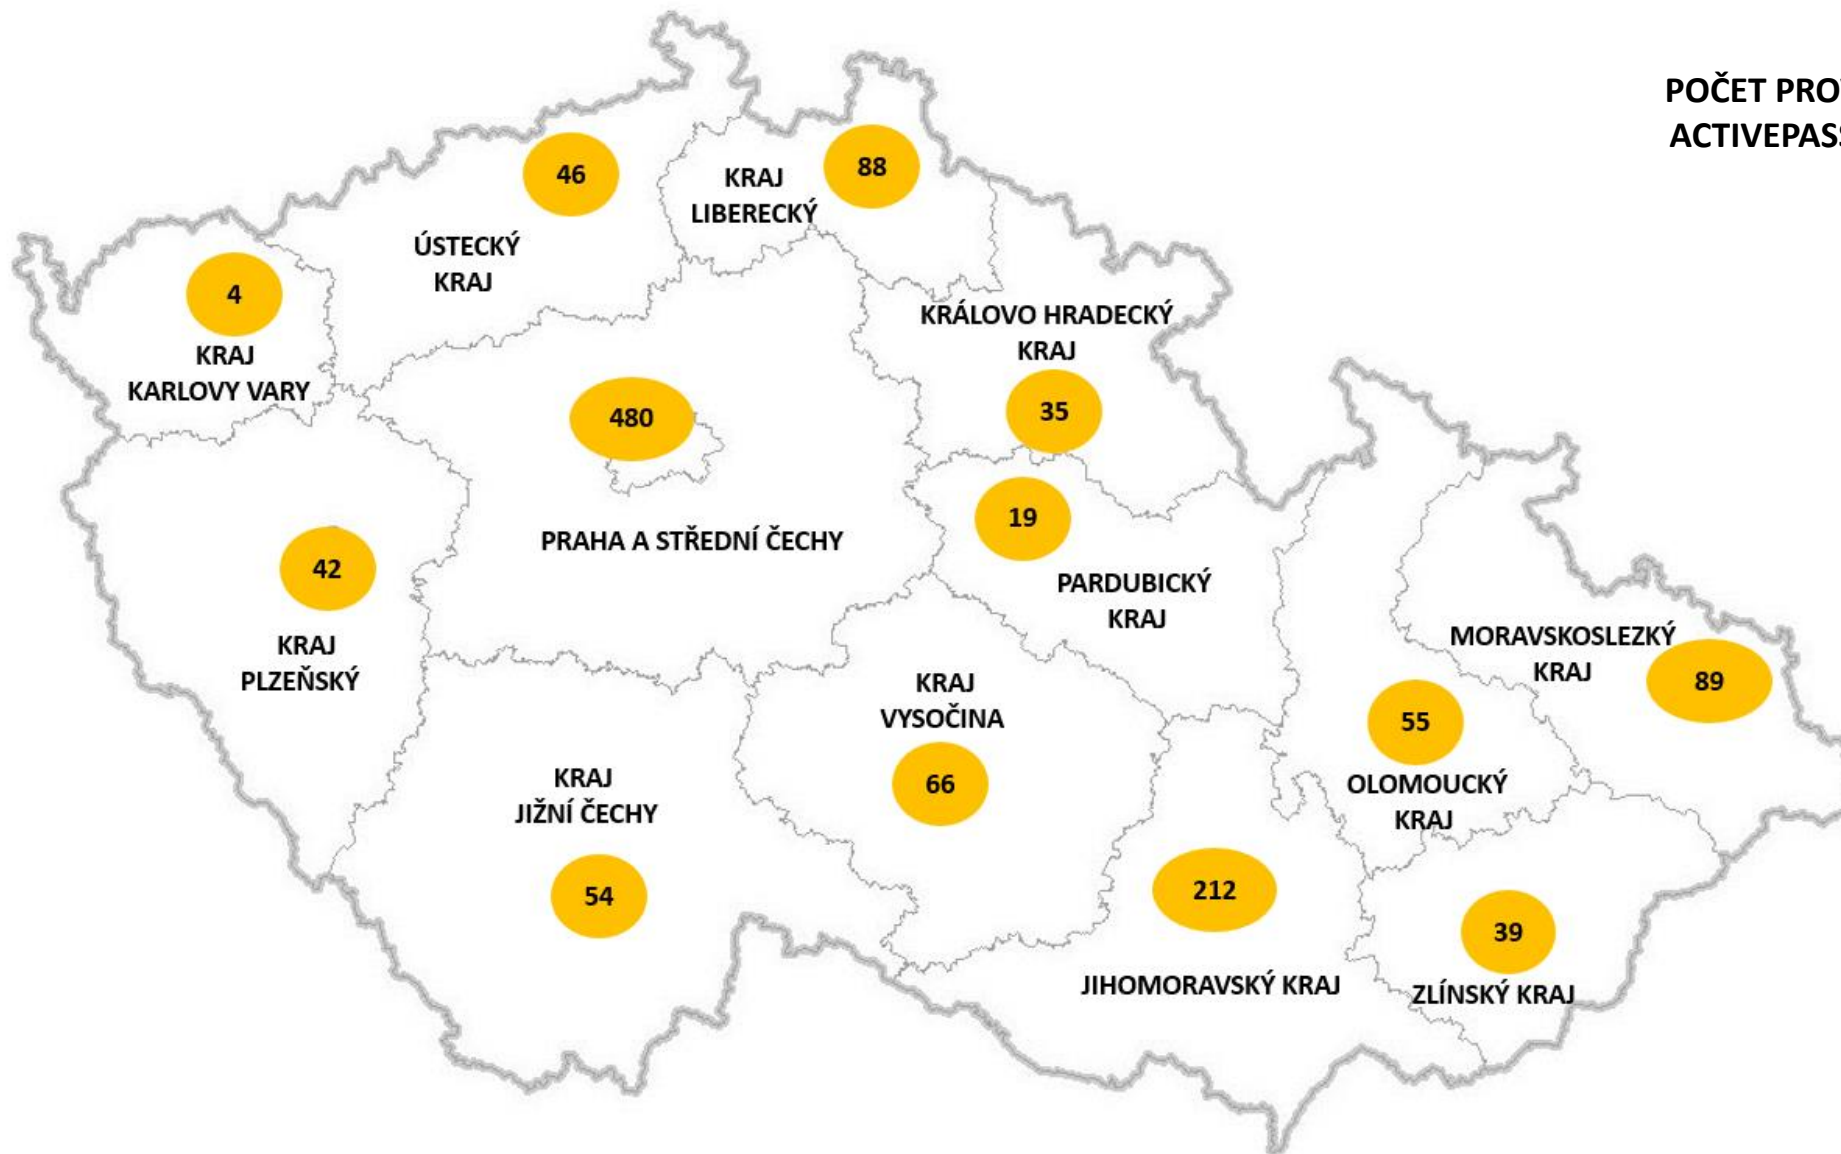 POČET PROV
ACTIVEPASS
46
88
KRAJ
LIBERECKÝ
ÚSTECKÝ
KRAJ
4
KRAJ
KARLOVY VARY
KRÁLOVO HRADECKÝ
KRAJ
35
480
PRAHA A STŘEDNÍ ČECHY
19
PARDUBICKÝ
KRAJ
42
KRAJ
PLZEŇSKÝ
MORAVSKOSLEZKÝ
KRAJ
89
KRAJ
VYSOČINA
66
55
OLOMOUCKÝ
KRAJ
KRAJ
JIŽNÍ ČECHY
54
212
JIHOMORAVSKÝ KRAJ
39
ZLÍNSKÝ KRAJ